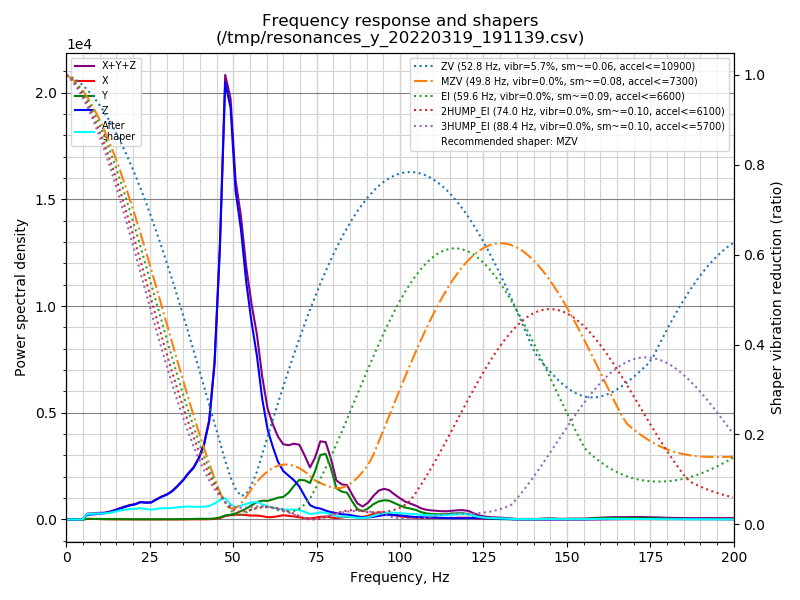 Frequency response and shapers
(/tmp/resonances_y_20220319_191139.csv)
1e4
X+Y+Z
X
Y
Z
After
shaper
ZV (52.8 Hz, vibr=5.7%, sm~=0.06, accel<=10900)
MZV (49.8 Hz, vibr=0.0%, sm~=0.08, accel<=7300)
EI (59.6 Hz, vibr=0.0%, sm~=0.09, accel<=6600)
2HUMP_EI (74.0 Hz, vibr=0.0%, sm~=0.10, accel<=6100)
3HUMP_EI (88.4 Hz, vibr=0.0%, sm~=0.10, accel<=5700)
Recommended shaper: MZV
Power spectral density
2.0
1.5
1.0
0.5
0.0
1.0
0.8
0.6
0.4
0.2
0.0
Shaper vibration reduction (ratio)
0 25 50 75 100 125 150 175 200
Frequency, Hz